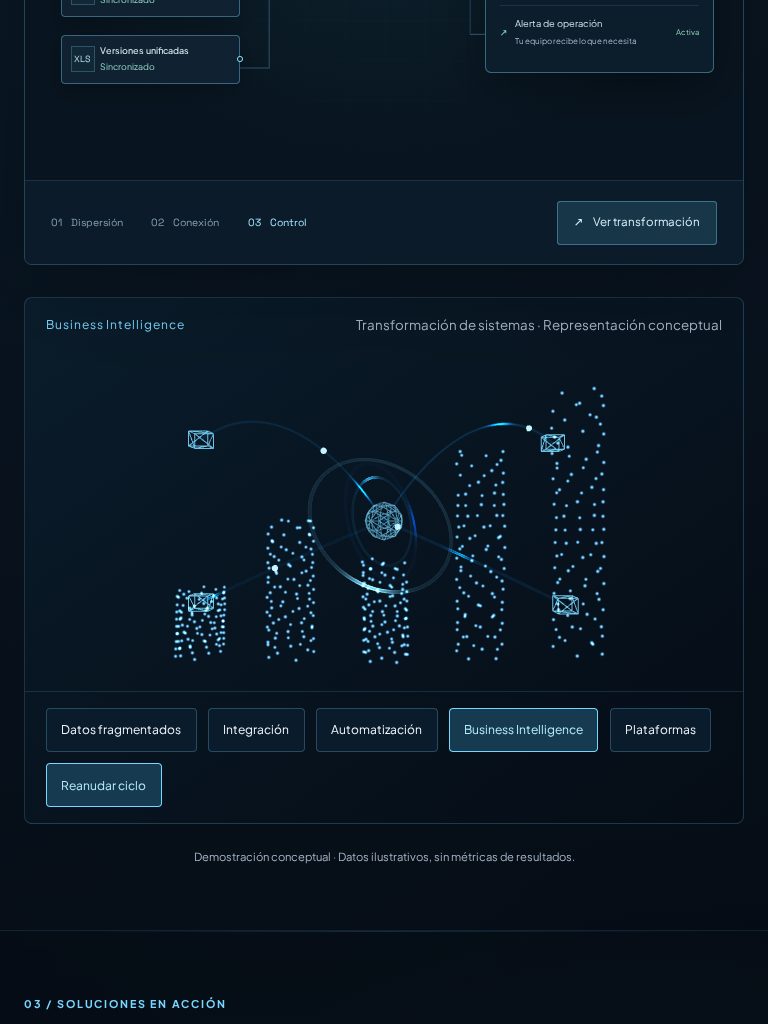 Sincronizado
XLS
Versiones unificadas
Sincronizado
↗ Alerta de operación
Tu equipo recibe lo que necesita
Activa
01 Dispersión 02 Conexión 03 Control
↗ Ver transformación
Business Intelligence
Transformación de sistemas · Representación conceptual
Datos fragmentados
Integración
Automatización
Business Intelligence
Plataformas
Reanudar ciclo
Demostración conceptual · Datos ilustrativos, sin métricas de resultados.
03 / SOLUCIONES EN ACCIÓN